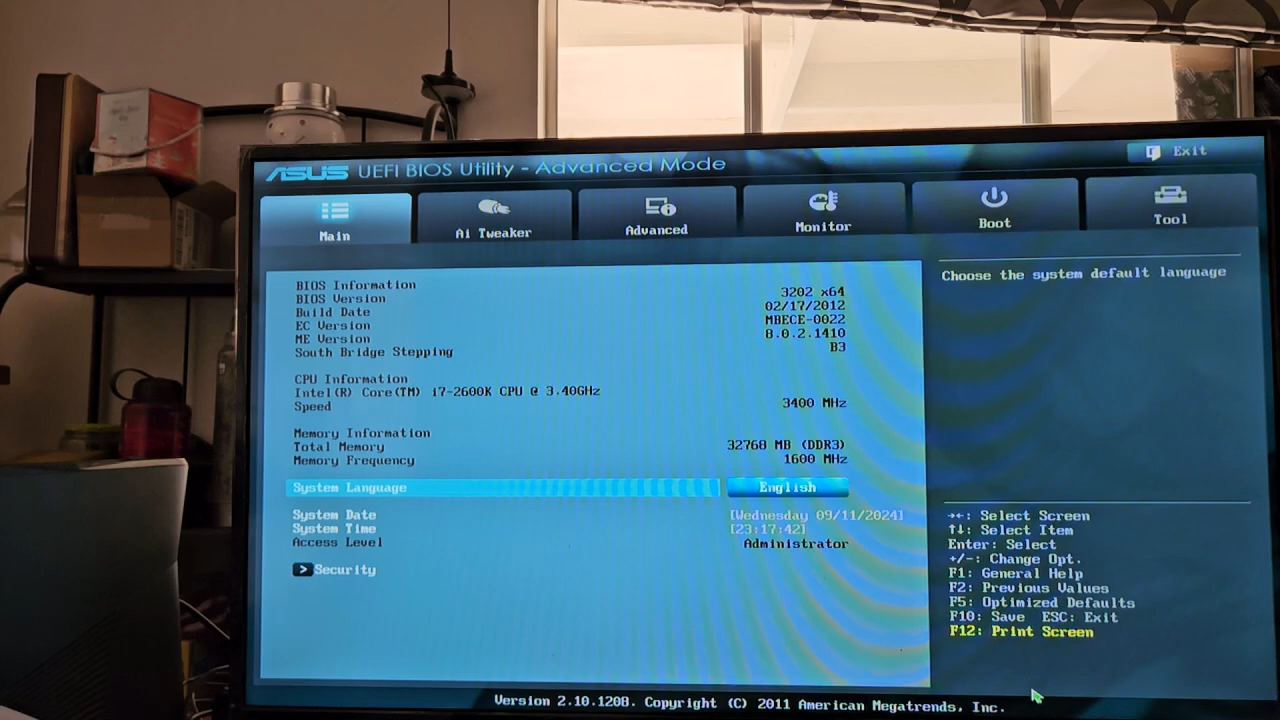 ASUS UEFI BIOS Utility - Advanced Mode
Exit
Main
Ai Tweaker
Advanced
Monitor
Boot
Tool
BIOS Information
BIOS Version 3202 x64
Build Date 02/17/2012
EC Version MBECE-0022
ME Version 8.0.2.1410
South Bridge Stepping B3
CPU Information
Intel(R) Core(TM) i7-2600K CPU @ 3.40GHz
Speed 3400 MHz
Memory Information
Total Memory 32768 MB (DDR3)
Memory Frequency 1600 MHz
System Language English
System Date [Wednesday 09/11/2024]
System Time [23:17:42]
Access Level Administrator
> Security
Choose the system default language
→←: Select Screen
↑↓: Select Item
Enter: Select
+/-: Change Opt.
F1: General Help
F2: Previous Values
F5: Optimized Defaults
F10: Save ESC: Exit
F12: Print Screen
Version 2.10.1208. Copyright (C) 2011 American Megatrends, Inc.